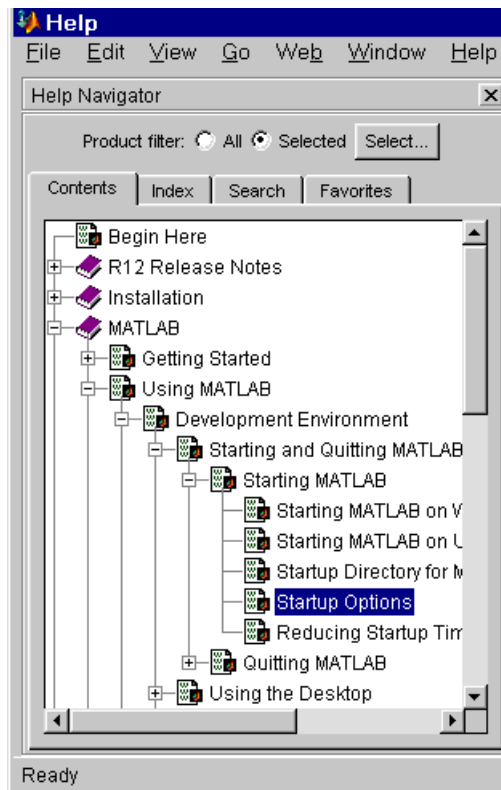 Help
File Edit View Go Web Window Help
Help Navigator
Product filter: All Selected Select...
Contents Index Search Favorites
Begin Here
R12 Release Notes
Installation
MATLAB
Getting Started
Using MATLAB
Development Environment
Starting and Quitting MATLAB
Starting MATLAB
Starting MATLAB on
Starting MATLAB on
Startup Directory for
Startup Options
Reducing Startup Tim
Quitting MATLAB
Using the Desktop
Ready